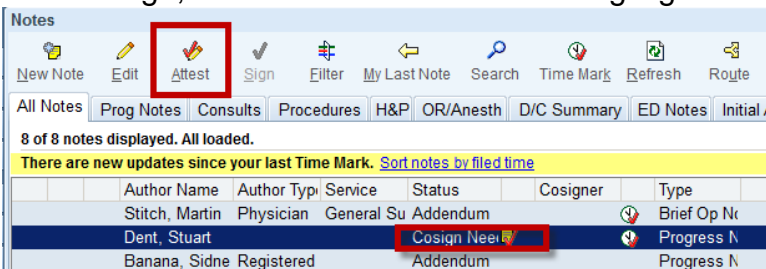 Notes
New Note Edit Attest Sign Filter My Last Note Search Time Mark Refresh Route
All Notes Prog Notes Consults Procedures H&P OR/Anesth D/C Summary ED Notes Initial
8 of 8 notes displayed. All loaded.
There are new updates since your last Time Mark. Sort notes by filed time
Author Name Author Typ Service Status Cosigner Type
Stitch, Martin Physician General Su Addendum Brief Op No
Dent, Stuart Cosign Nee Progress N
Banana, Sidne Registered Addendum Progress N